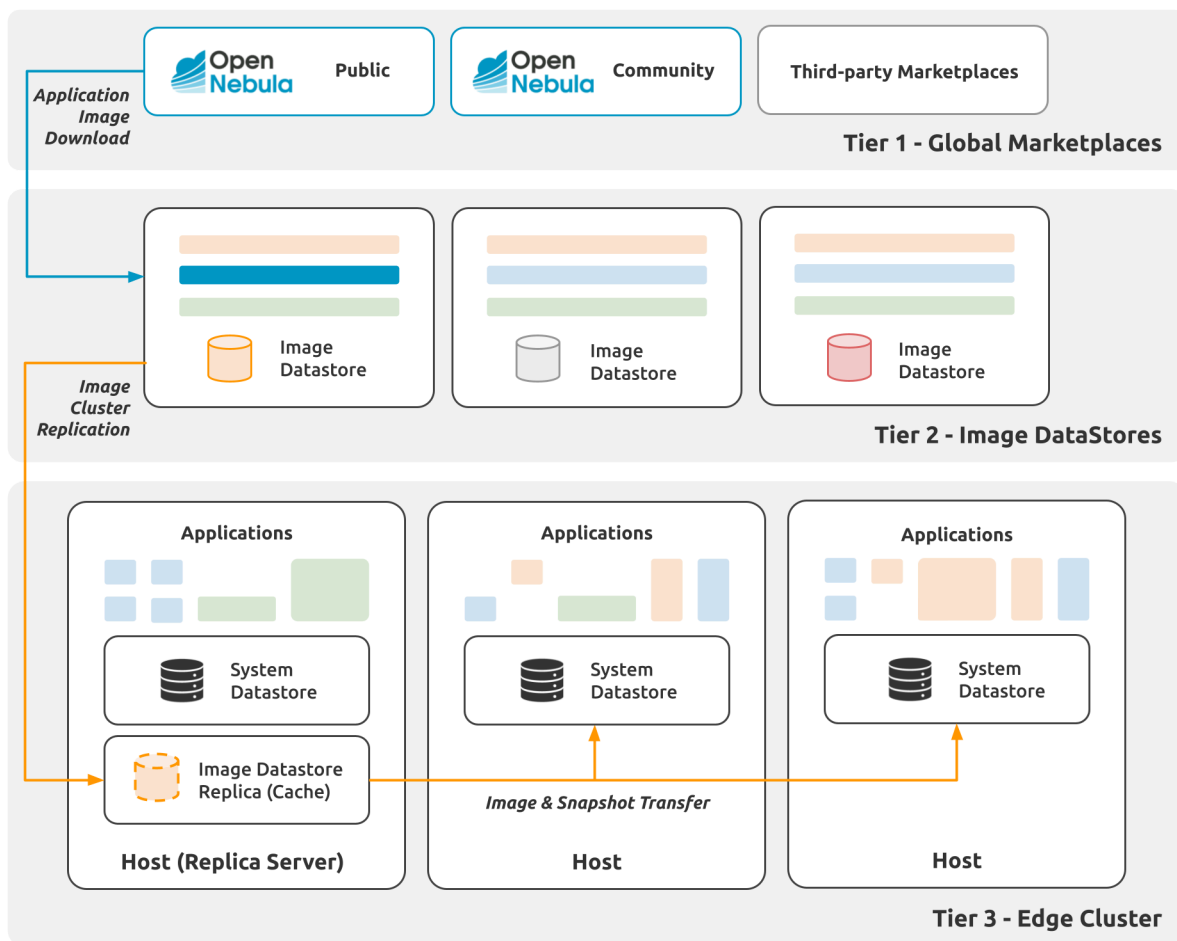 Open
Nebula
Public
Open
Nebula
Community
Third-party Marketplaces
Application
Image
Download
Tier 1 - Global Marketplaces
Image
Datastore
Image
Datastore
Image
Datastore
Image
Cluster
Replication
Tier 2 - Image DataStores
Applications
Applications
Applications
System
Datastore
System
Datastore
System
Datastore
Image Datastore
Replica (Cache)
Image & Snapshot Transfer
Host (Replica Server)
Host
Host
Tier 3 - Edge Cluster